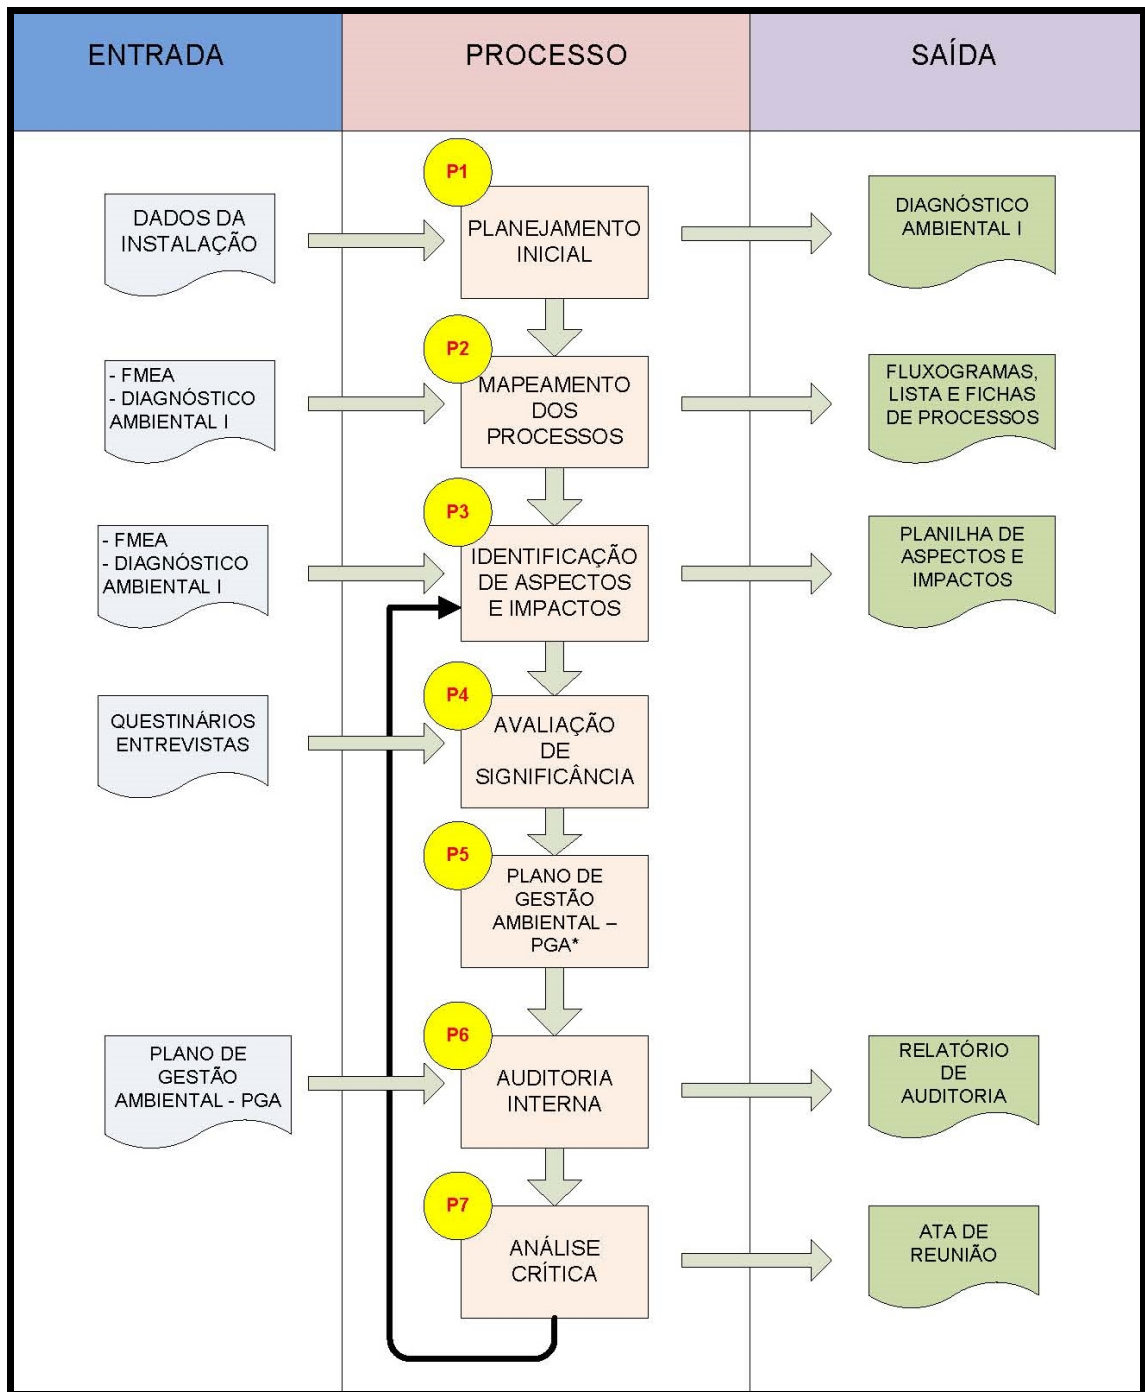 ENTRADA
PROCESSO
SAÍDA
P1
DADOS DA
INSTALAÇÃO
PLANEJAMENTO
INICIAL
DIAGNÓSTICO
AMBIENTAL I
P2
- FMEA
- DIAGNÓSTICO
AMBIENTAL I
MAPEAMENTO
DOS
PROCESSOS
FLUXOGRAMAS,
LISTA E FICHAS
DE PROCESSOS
P3
- FMEA
- DIAGNÓSTICO
AMBIENTAL I
IDENTIFICAÇÃO
DE ASPECTOS
E IMPACTOS
PLANILHA DE
ASPECTOS E
IMPACTOS
P4
QUESTINÁRIOS
ENTREVISTAS
AVALIAÇÃO
DE
SIGNIFICÂNCIA
P5
PLANO DE
GESTÃO
AMBIENTAL –
PGA*
P6
PLANO DE
GESTÃO
AMBIENTAL - PGA
AUDITORIA
INTERNA
RELATÓRIO
DE
AUDITORIA
P7
ANÁLISE
CRÍTICA
ATA DE
REUNIÃO